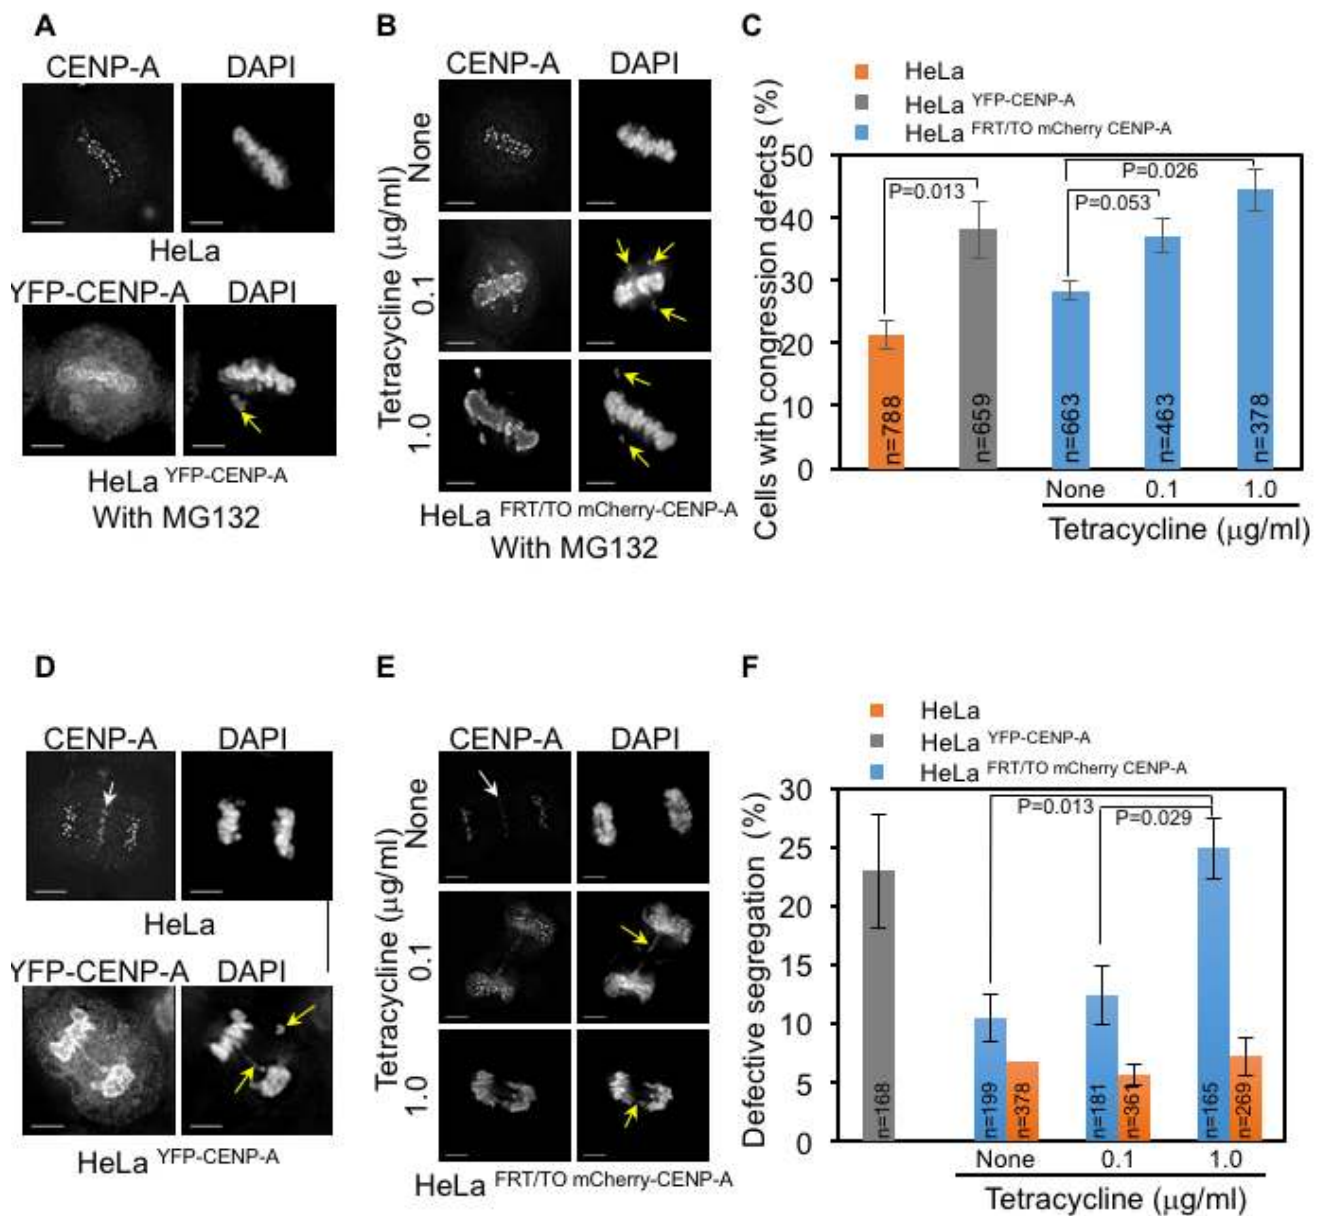 A
CENP-A DAPI
HeLa
YFP-CENP-A DAPI
HeLa YFP-CENP-A
With MG132
B
CENP-A DAPI
Tetracycline (μg/ml)
None
0.1
1.0
HeLa FRT/TO mCherry-CENP-A
With MG132
C
HeLa
HeLa YFP-CENP-A
HeLa FRT/TO mCherry CENP-A
Cells with congression defects (%)
50
40
30
20
10
0
P=0.013
P=0.026
P=0.053
n=788
n=659
n=663
n=463
n=378
None 0.1 1.0
Tetracycline (μg/ml)
D
CENP-A DAPI
HeLa
YFP-CENP-A DAPI
HeLa YFP-CENP-A
E
CENP-A DAPI
Tetracycline (μg/ml)
None
0.1
1.0
HeLa FRT/TO mCherry-CENP-A
F
HeLa
HeLa YFP-CENP-A
HeLa FRT/TO mCherry CENP-A
Defective segregation (%)
30
25
20
15
10
5
0
P=0.013
P=0.029
n=168
n=199
n=378
n=181
n=361
n=165
n=269
None 0.1 1.0
Tetracycline (μg/ml)